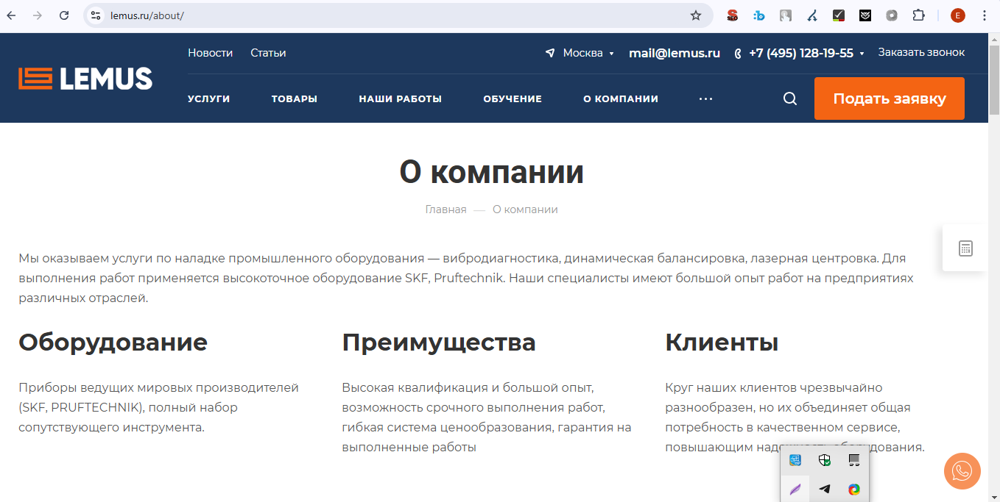 lemus.ru/about/
SEO
E
Новости Статьи
Москва mail@lemus.ru +7 (495) 128-19-55 Заказать звонок
LEMUS
УСЛУГИ ТОВАРЫ НАШИ РАБОТЫ ОБУЧЕНИЕ О КОМПАНИИ ...
Подать заявку
О компании
Главная — О компании
Мы оказываем услуги по наладке промышленного оборудования — вибродиагностика, динамическая балансировка, лазерная центровка. Для
выполнения работ применяется высокоточное оборудование SKF, Pruftechnik. Наши специалисты имеют большой опыт работ на предприятиях
различных отраслей.
Оборудование
Приборы ведущих мировых производителей
(SKF, PRUFTECHNIK), полный набор
сопутствующего инструмента.
Преимущества
Высокая квалификация и большой опыт,
возможность срочного выполнения работ,
гибкая система ценообразования, гарантия на
выполненные работы
Клиенты
Круг наших клиентов чрезвычайно
разнообразен, но их объединяет общая
потребность в качественном сервисе,
повышающим надежность оборудования.